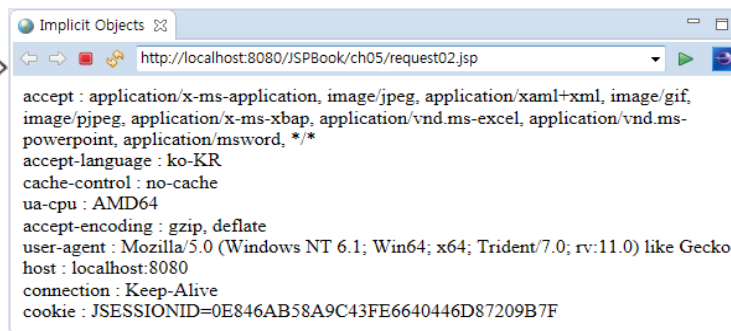 Implicit Objects
http://localhost:8080/JSPBook/ch05/request02.jsp
accept : application/x-ms-application, image/jpeg, application/xaml+xml, image/gif,
image/pjpeg, application/x-ms-xbap, application/vnd.ms-excel, application/vnd.ms-
powerpoint, application/msword, */*
accept-language : ko-KR
cache-control : no-cache
ua-cpu : AMD64
accept-encoding : gzip, deflate
user-agent : Mozilla/5.0 (Windows NT 6.1; Win64; x64; Trident/7.0; rv:11.0) like Gecko
host : localhost:8080
connection : Keep-Alive
cookie : JSESSIONID=0E846AB58A9C43FE6640446D87209B7F